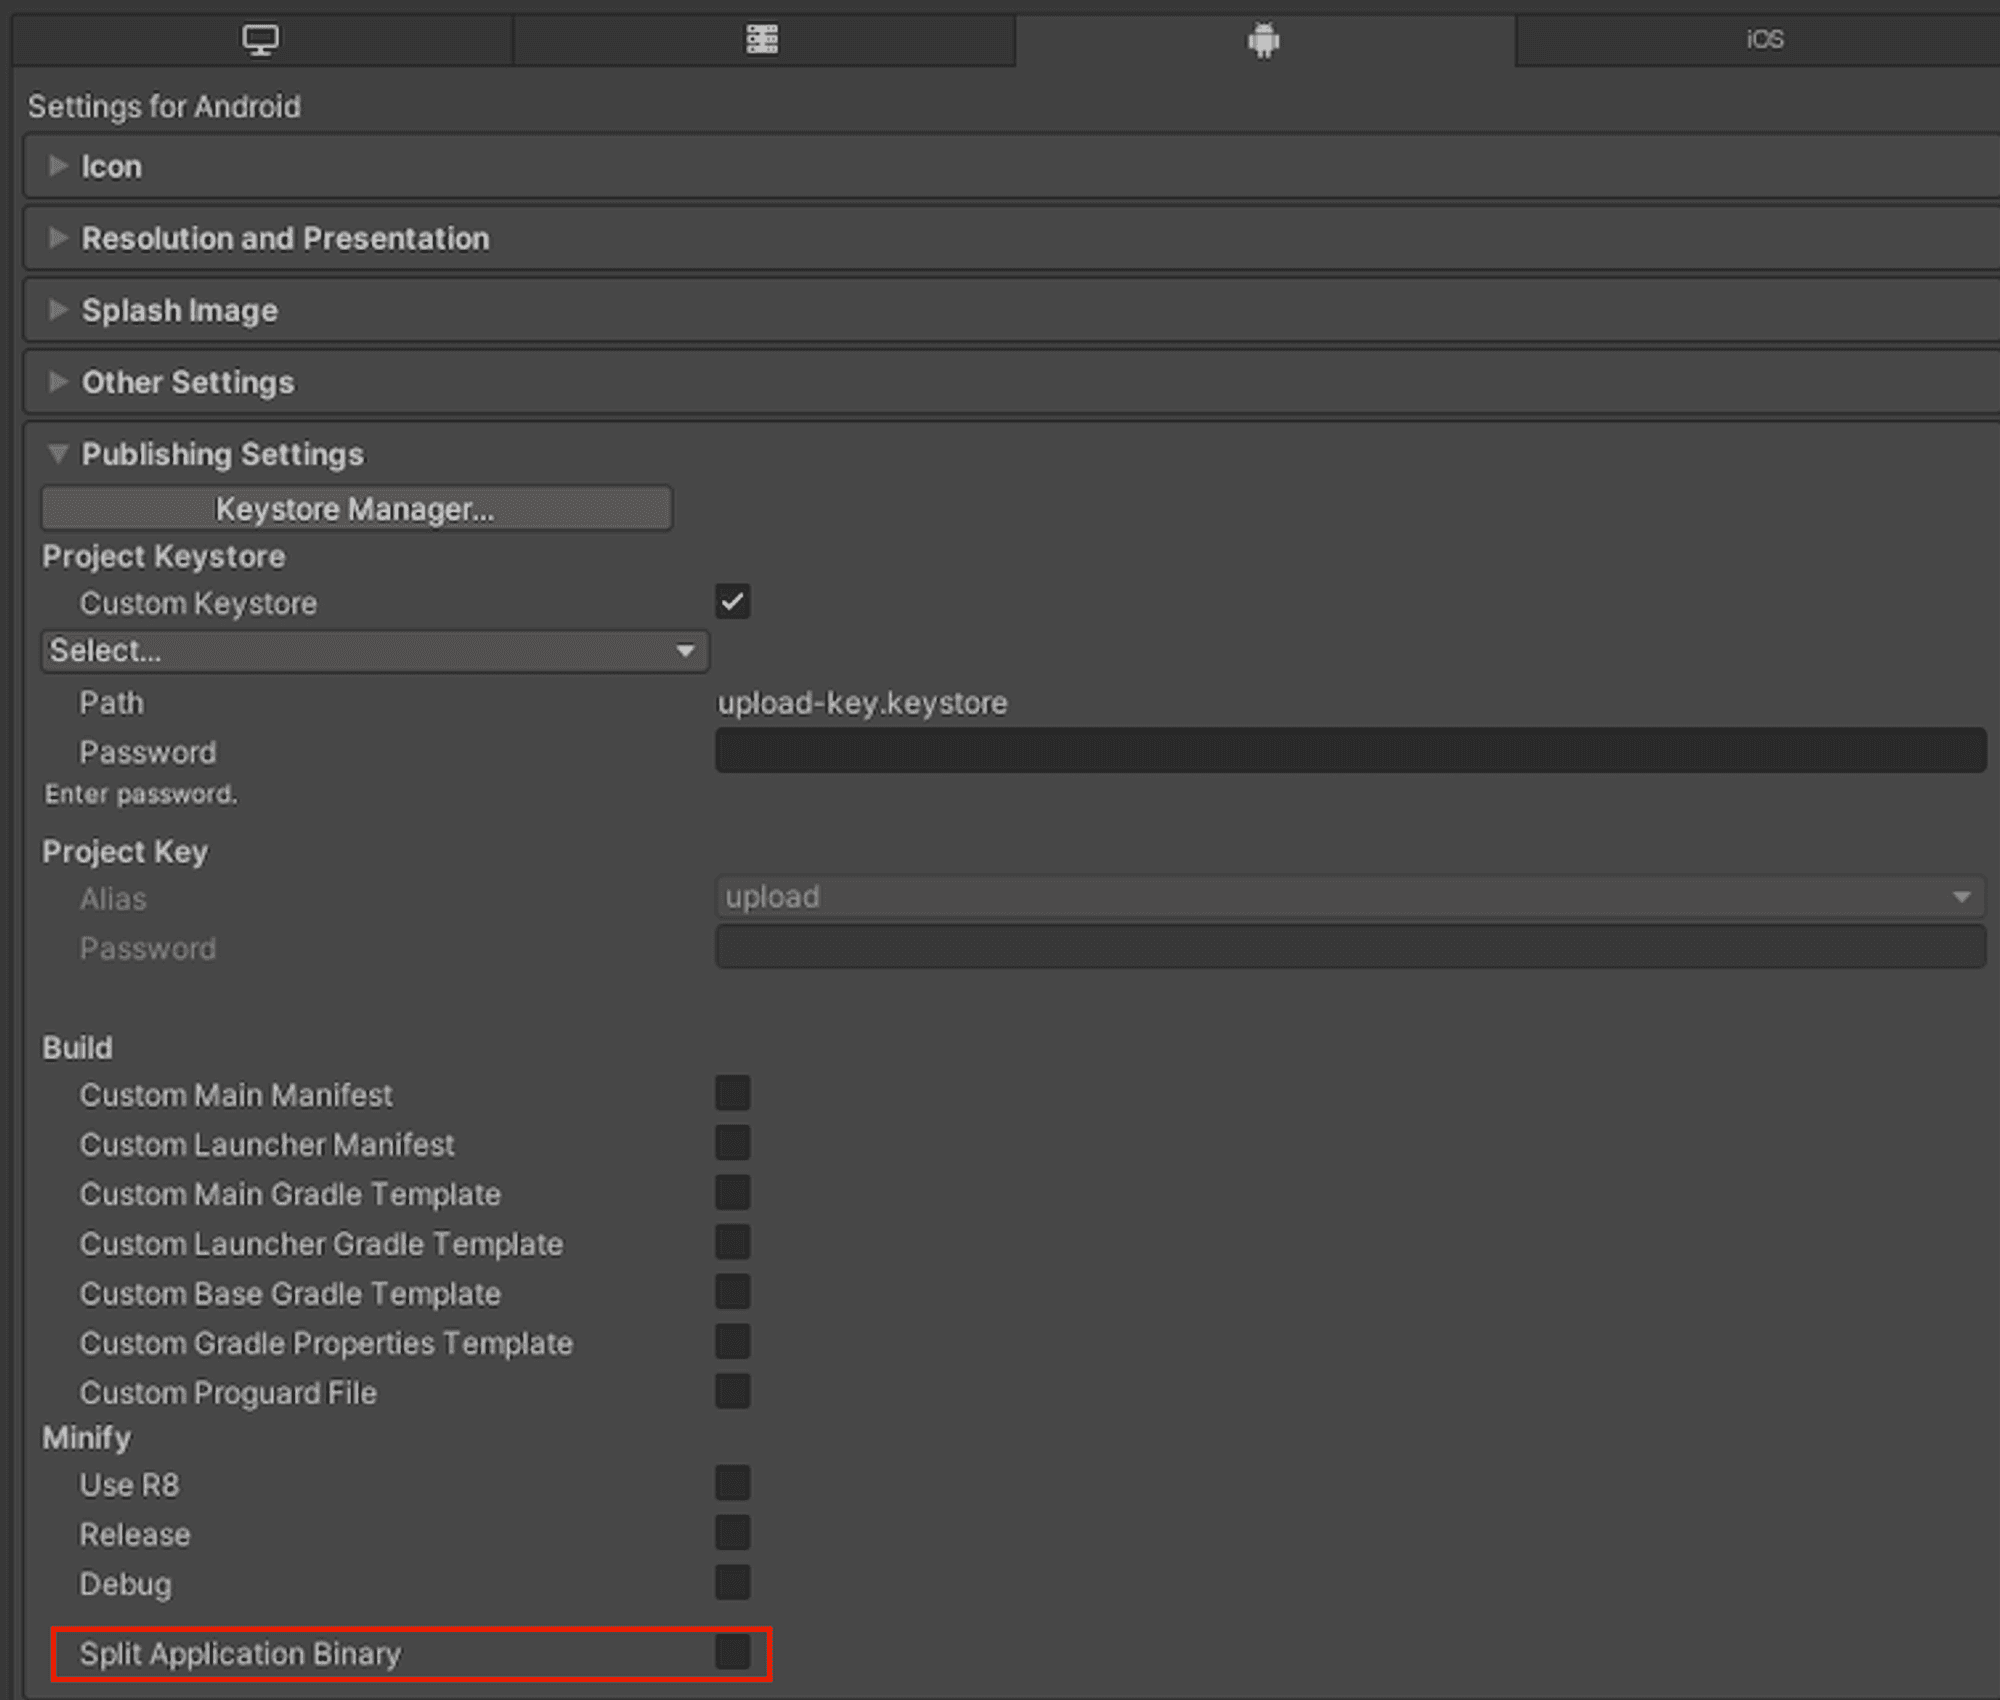 iOS
Settings for Android
Icon
Resolution and Presentation
Splash Image
Other Settings
Publishing Settings
Keystore Manager...
Project Keystore
Custom Keystore
Select...
Path upload-key.keystore
Password
Enter password.
Project Key
Alias upload
Password
Build
Custom Main Manifest
Custom Launcher Manifest
Custom Main Gradle Template
Custom Launcher Gradle Template
Custom Base Gradle Template
Custom Gradle Properties Template
Custom Proguard File
Minify
Use R8
Release
Debug
Split Application Binary